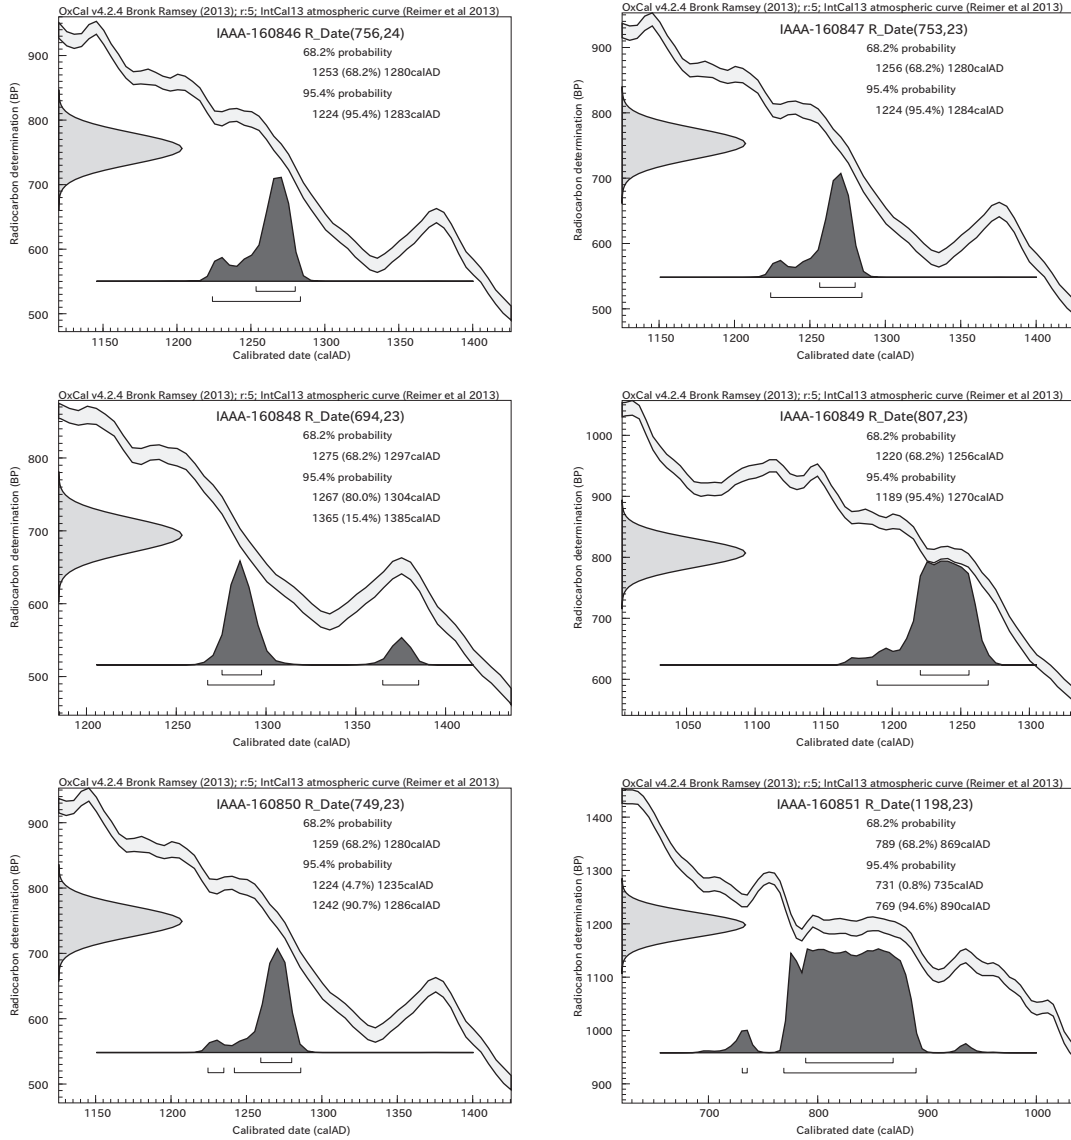 OxCal v4.2.4 Bronk Ramsey (2013); r:5; IntCal13 atmospheric curve (Reimer et al 2013)
IAAA-160846 R_Date(756,24)
68.2% probability
1253 (68.2%) 1280calAD
95.4% probability
1224 (95.4%) 1283calAD
Radiocarbon determination (BP)
900
800
700
600
500
1150 1200 1250 1300 1350 1400
Calibrated date (calAD)
OxCal v4.2.4 Bronk Ramsey (2013); r:5; IntCal13 atmospheric curve (Reimer et al 2013)
IAAA-160847 R_Date(753,23)
68.2% probability
1256 (68.2%) 1280calAD
95.4% probability
1224 (95.4%) 1284calAD
Radiocarbon determination (BP)
900
800
700
600
500
1150 1200 1250 1300 1350 1400
Calibrated date (calAD)
OxCal v4.2.4 Bronk Ramsey (2013); r:5; IntCal13 atmospheric curve (Reimer et al 2013)
IAAA-160848 R_Date(694,23)
68.2% probability
1275 (68.2%) 1297calAD
95.4% probability
1267 (80.0%) 1304calAD
1365 (15.4%) 1385calAD
Radiocarbon determination (BP)
800
700
600
500
1200 1250 1300 1350 1400
Calibrated date (calAD)
OxCal v4.2.4 Bronk Ramsey (2013); r:5; IntCal13 atmospheric curve (Reimer et al 2013)
IAAA-160849 R_Date(807,23)
68.2% probability
1220 (68.2%) 1256calAD
95.4% probability
1189 (95.4%) 1270calAD
Radiocarbon determination (BP)
1000
900
800
700
600
1050 1100 1150 1200 1250 1300
Calibrated date (calAD)
OxCal v4.2.4 Bronk Ramsey (2013); r:5; IntCal13 atmospheric curve (Reimer et al 2013)
IAAA-160850 R_Date(749,23)
68.2% probability
1259 (68.2%) 1280calAD
95.4% probability
1224 (4.7%) 1235calAD
1242 (90.7%) 1286calAD
Radiocarbon determination (BP)
900
800
700
600
500
1150 1200 1250 1300 1350 1400
Calibrated date (calAD)
OxCal v4.2.4 Bronk Ramsey (2013); r:5; IntCal13 atmospheric curve (Reimer et al 2013)
IAAA-160851 R_Date(1198,23)
68.2% probability
789 (68.2%) 869calAD
95.4% probability
731 (0.8%) 735calAD
769 (94.6%) 890calAD
Radiocarbon determination (BP)
1400
1300
1200
1100
1000
900
700 800 900 1000
Calibrated date (calAD)